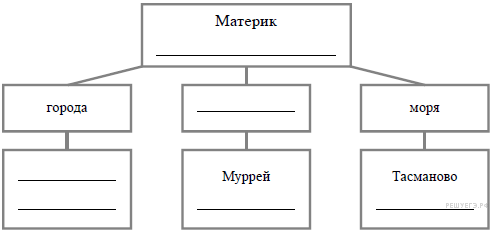 Материк
города
моря
Муррей
Тасманово
РЕШУЕГЭ.РФ